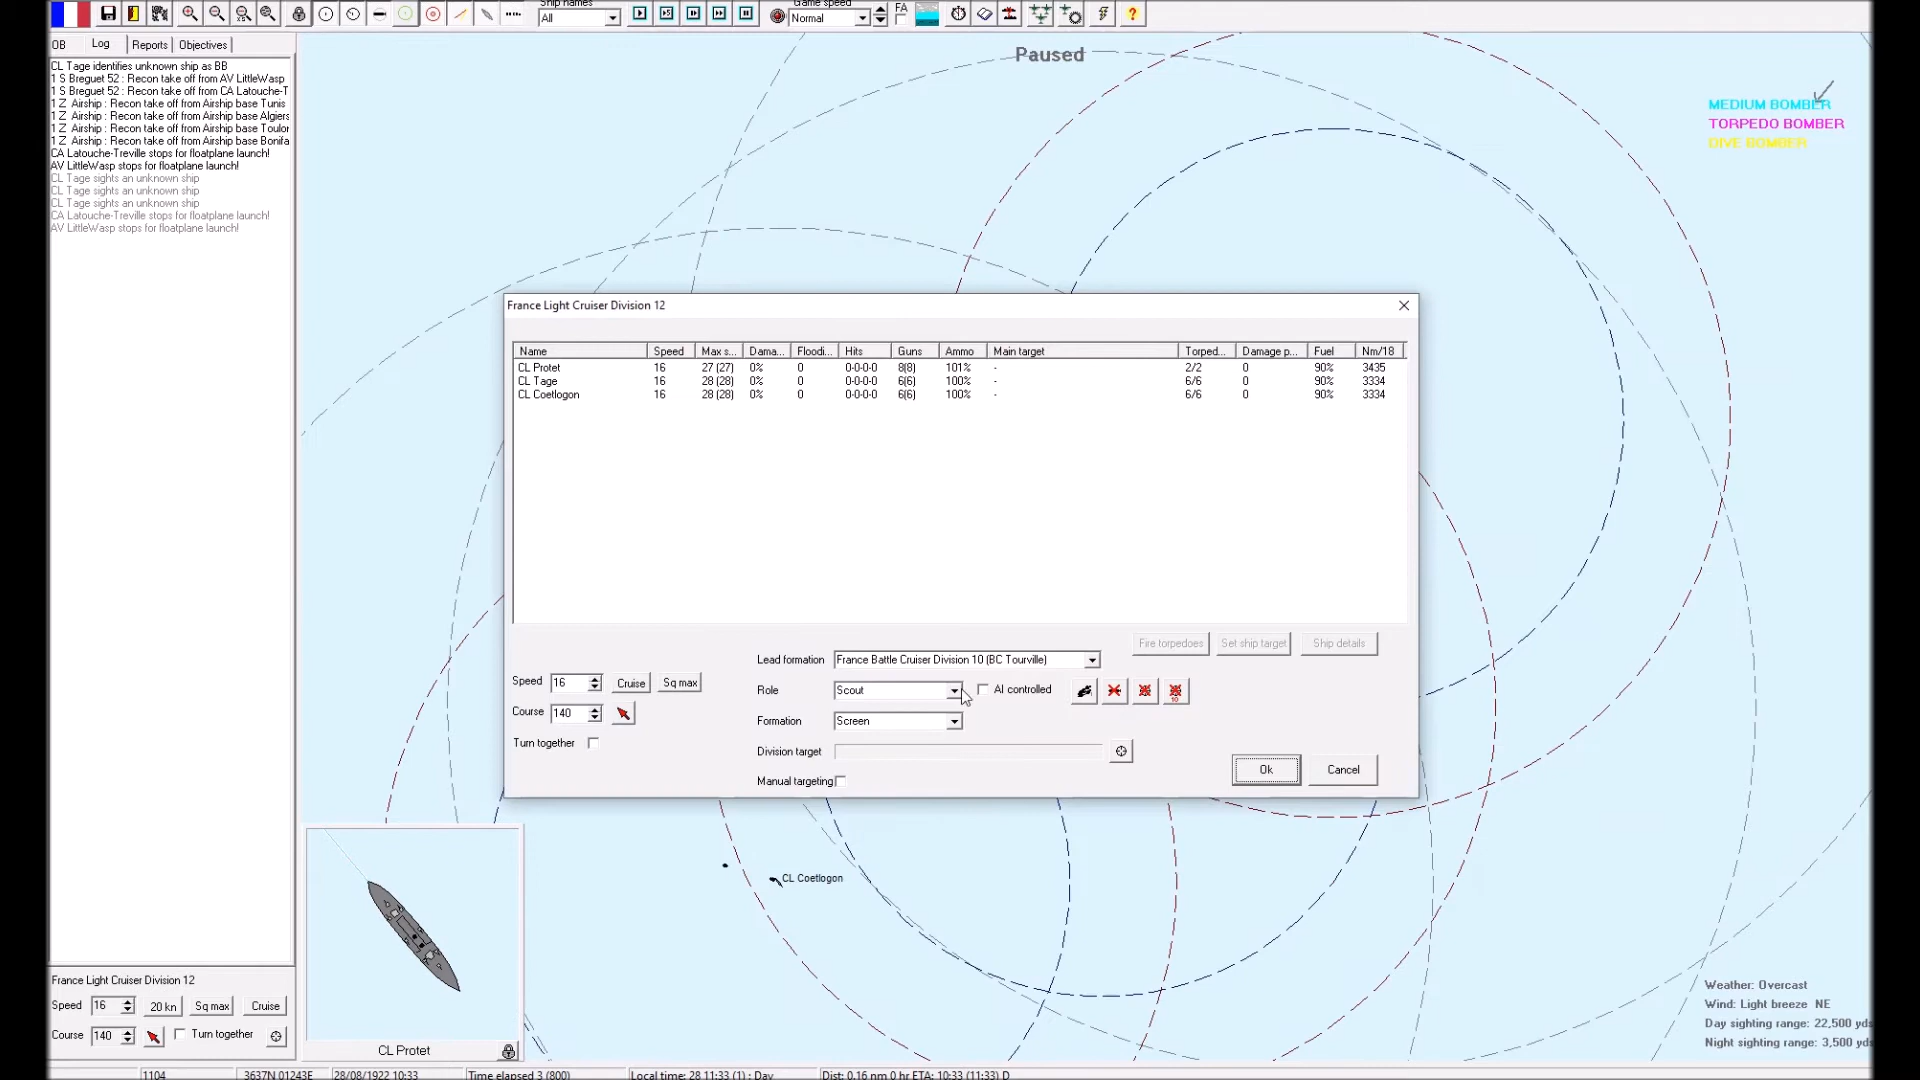 Ship names
All
Game speed
Normal
FA
OB
Log
Reports
Objectives
CL Tage identifies unknown ship as BB
1 S Breguet 52 : Recon take off from AV LittleWasp
1 S Breguet 52 : Recon take off from CA Latouche-T
1 Z Airship : Recon take off from Airship base Tunis
1 Z Airship : Recon take off from Airship base Algiers
1 Z Airship : Recon take off from Airship base Toulor
1 Z Airship : Recon take off from Airship base Bonifa
CA Latouche-Treville stops for floatplane launch!
AV LittleWasp stops for floatplane launch!
CL Tage sights an unknown ship
CL Tage sights an unknown ship
CL Tage sights an unknown ship
CA Latouche-Treville stops for floatplane launch!
AV LittleWasp stops for floatplane launch!
Paused
MEDIUM BOMBER
TORPEDO BOMBER
DIVE BOMBER
France Light Cruiser Division 12
Name Speed Max s... Dama... Floodi... Hits Guns Ammo Main target Torped... Damage p... Fuel Nm/18
CL Protet 16 27 (27) 0% 0 0-0-0-0 8(8) 101% - 2/2 0 90% 3435
CL Tage 16 28 (28) 0% 0 0-0-0-0 6(6) 100% - 6/6 0 90% 3334
CL Coetlogon 16 28 (28) 0% 0 0-0-0-0 6(6) 100% - 6/6 0 90% 3334
Fire torpedoes
Set ship target
Ship details
Lead formation France Battle Cruiser Division 10 (BC Tourville)
Speed 16 Cruise Sq max
Role Scout AI controlled
10
Course 140
Formation Screen
Turn together
Division target
Manual targeting
Ok
Cancel
CL Coetlogon
CL Protet
France Light Cruiser Division 12
Speed 16 20 kn Sq max Cruise
Course 140 Turn together
Weather: Overcast
Wind: Light breeze NE
Day sighting range: 22,500 yds
Night sighting range: 3,500 yds
1104
3637N 01243E
28/08/1922 10:33
Time elapsed 3 (800)
Local time: 28 11:33 (1) : Day
Dist: 0,16 nm 0 hr ETA: 10:33 (11:33) D